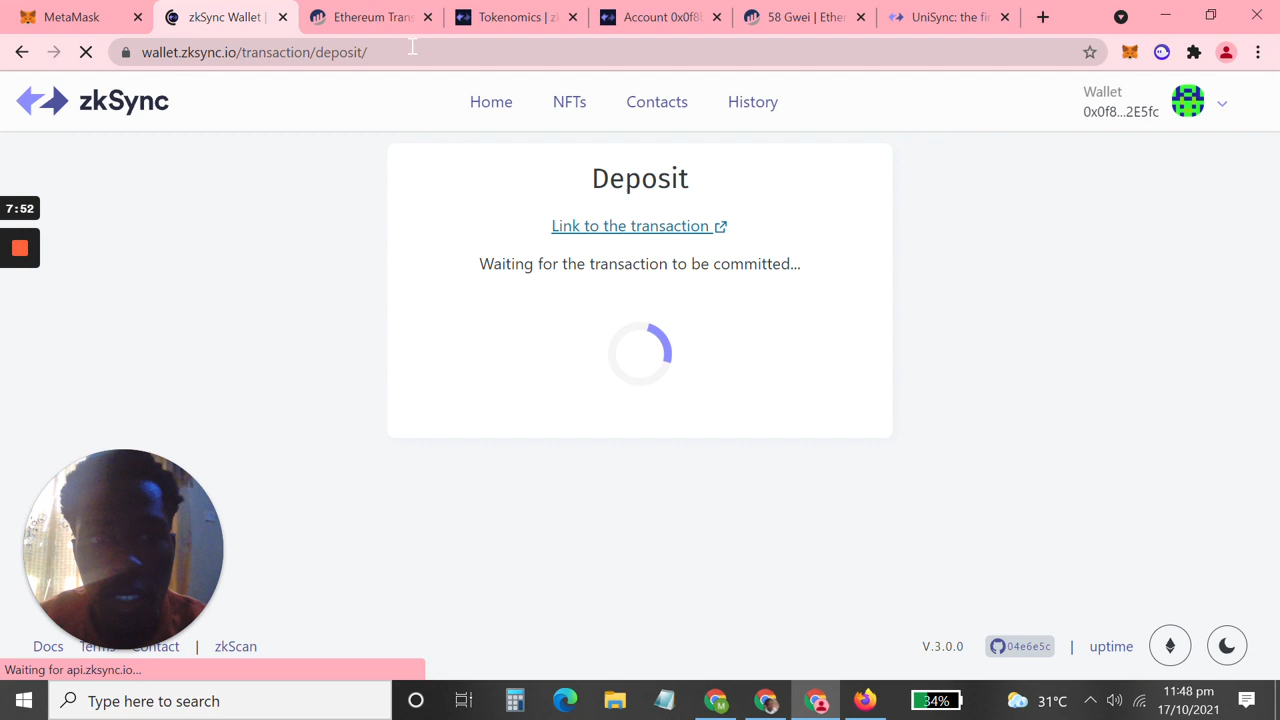 MetaMask
zkSync Wallet |
Ethereum Trans
Tokenomics | z
Account 0x0f8
58 Gwei | Ether
UniSync: the fi
wallet.zksync.io/transaction/deposit/
zkSync
Home
NFTs
Contacts
History
Wallet
0x0f8...2E5fc
Deposit
7:52
Link to the transaction
Waiting for the transaction to be committed...
Docs
Terms
Contact
|
zkScan
V.3.0.0
04e6e5c
|
uptime
Waiting for api.zksync.io...
Type here to search
34%
31°C
11:48 pm
17/10/2021